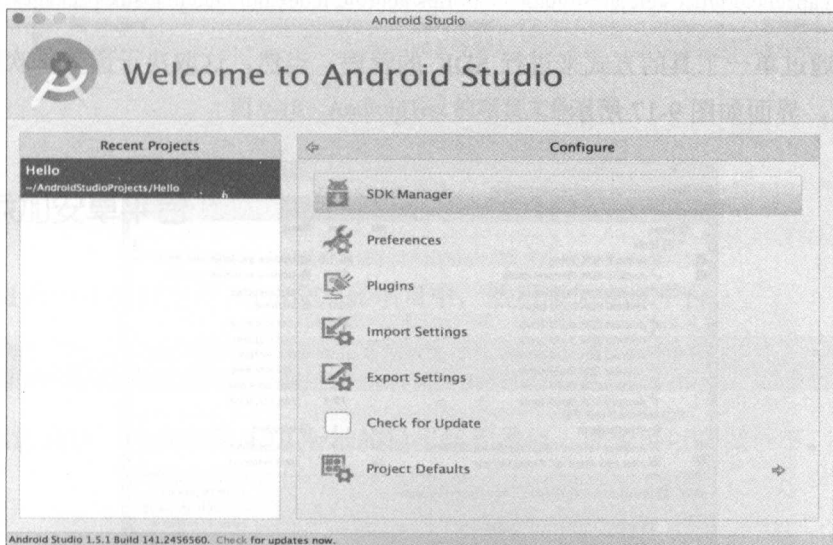 Android Studio
Welcome to Android Studio
Recent Projects
Configure
Hello
~/AndroidStudioProjects/Hello
SDK Manager
Preferences
Plugins
Import Settings
Export Settings
Check for Update
Project Defaults
Android Studio 1.5.1 Build 141.2456560. Check for updates now.